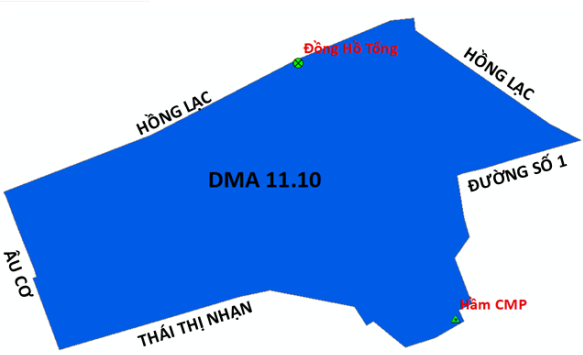 Đồng Hồ Tổng
HỒNG LẠC
HỒNG LẠC
DMA 11.10
ĐƯỜNG SỐ 1
ÂU CƠ
Hầm CMP
THÁI THỊ NHẠN